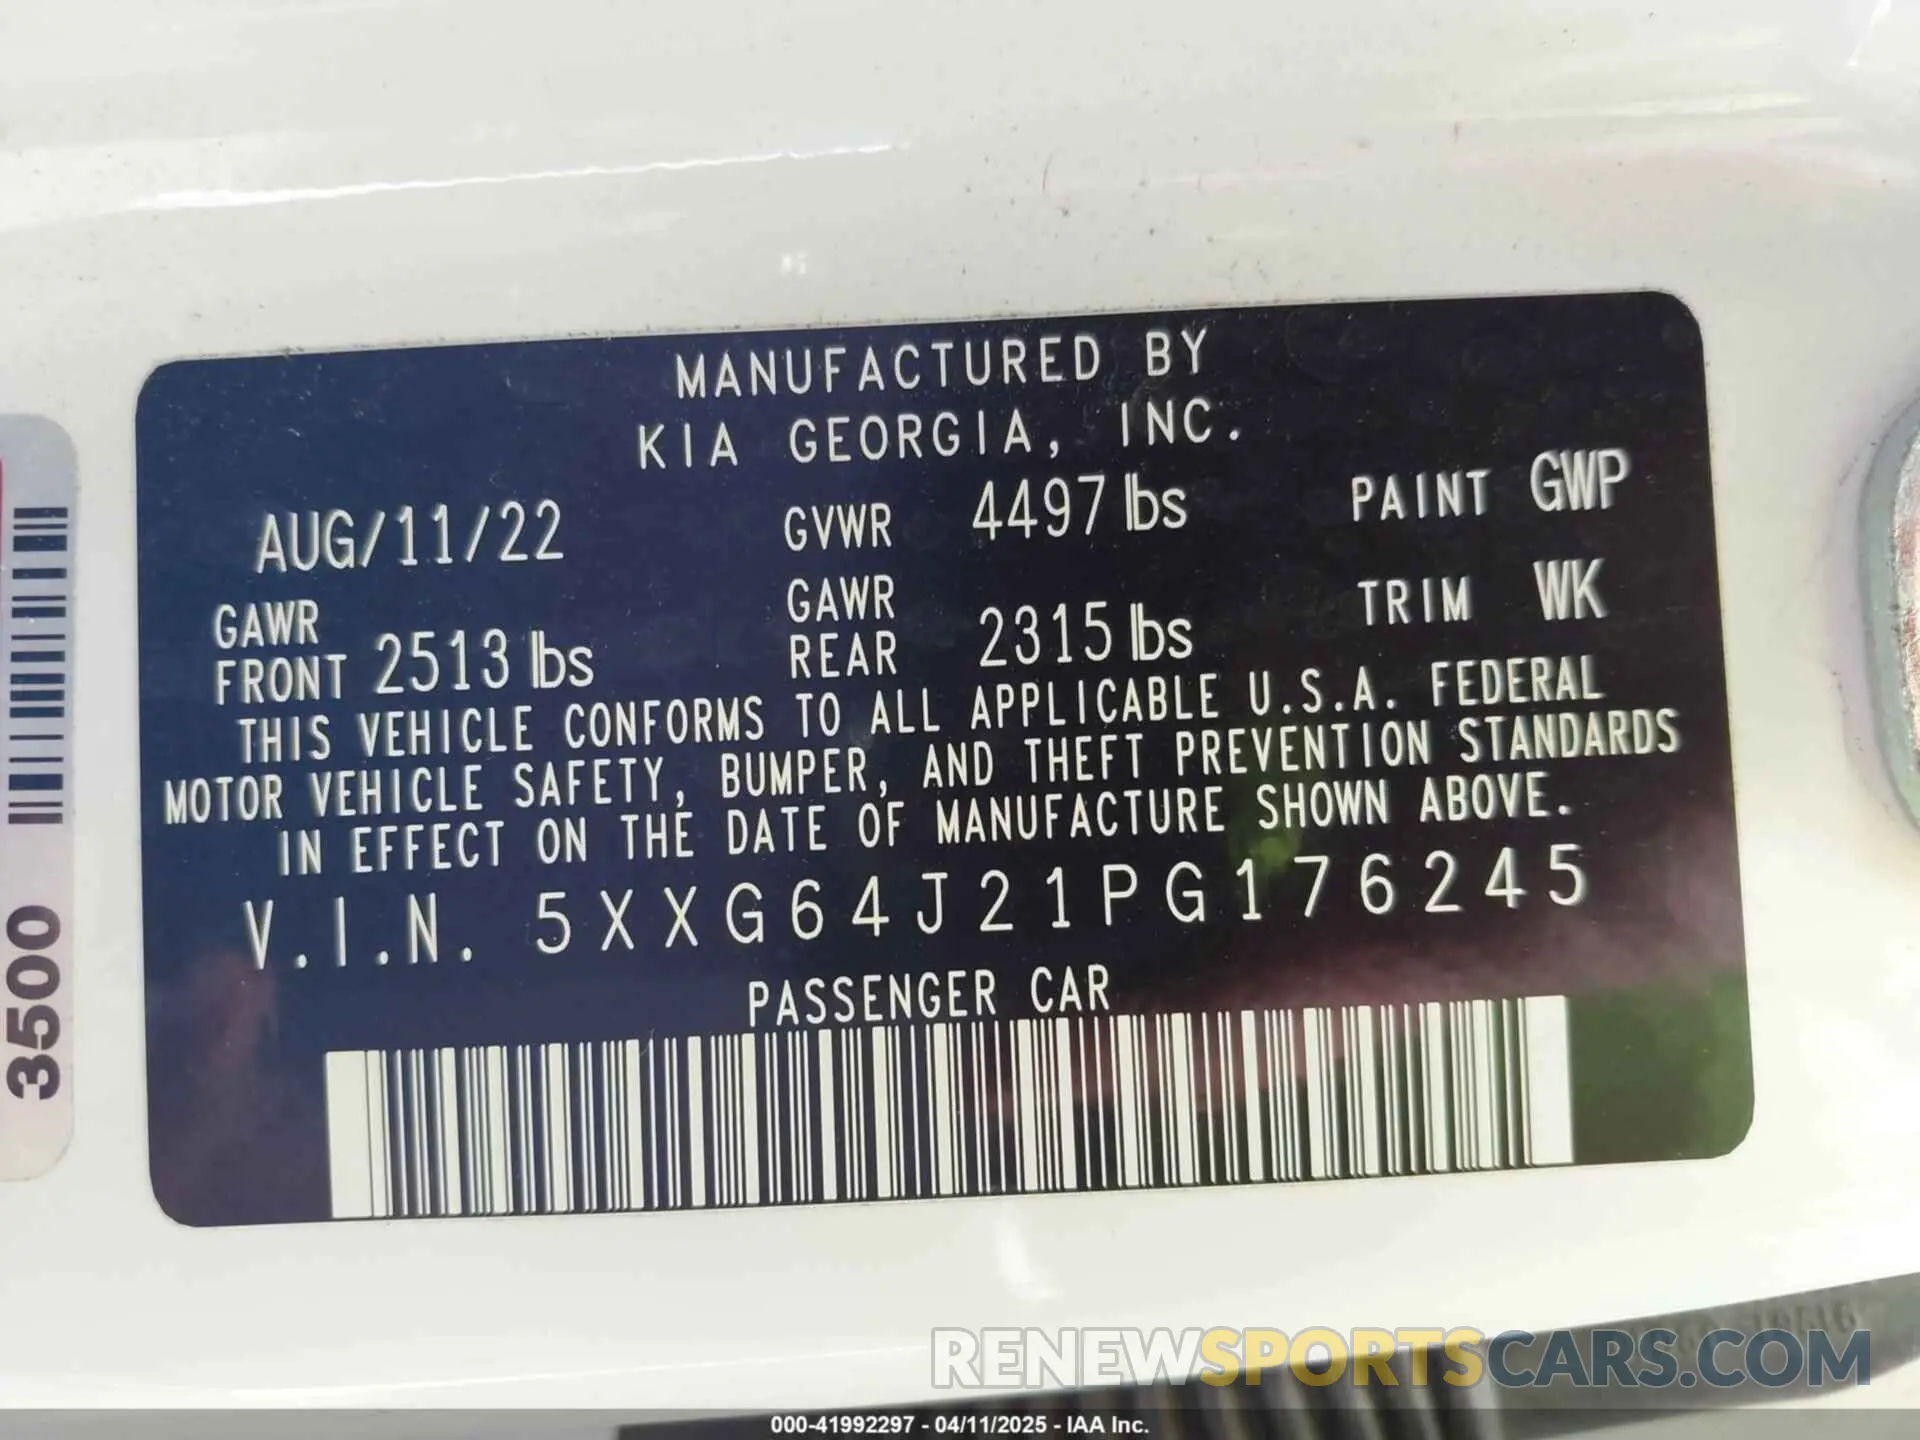 MANUFACTURED BY
KIA GEORGIA, INC.
AUG/11/22 GVWR 4497 lbs PAINT GWP
GAWR FRONT 2513 lbs GAWR REAR 2315 lbs TRIM WK
THIS VEHICLE CONFORMS TO ALL APPLICABLE U.S.A. FEDERAL
MOTOR VEHICLE SAFETY, BUMPER, AND THEFT PREVENTION STANDARDS
IN EFFECT ON THE DATE OF MANUFACTURE SHOWN ABOVE.
V.I.N. 5XXG64J21PG176245
PASSENGER CAR
3500
RENEWSPORTSCARS.COM
000-41992297 - 04/11/2025 - IAA Inc.